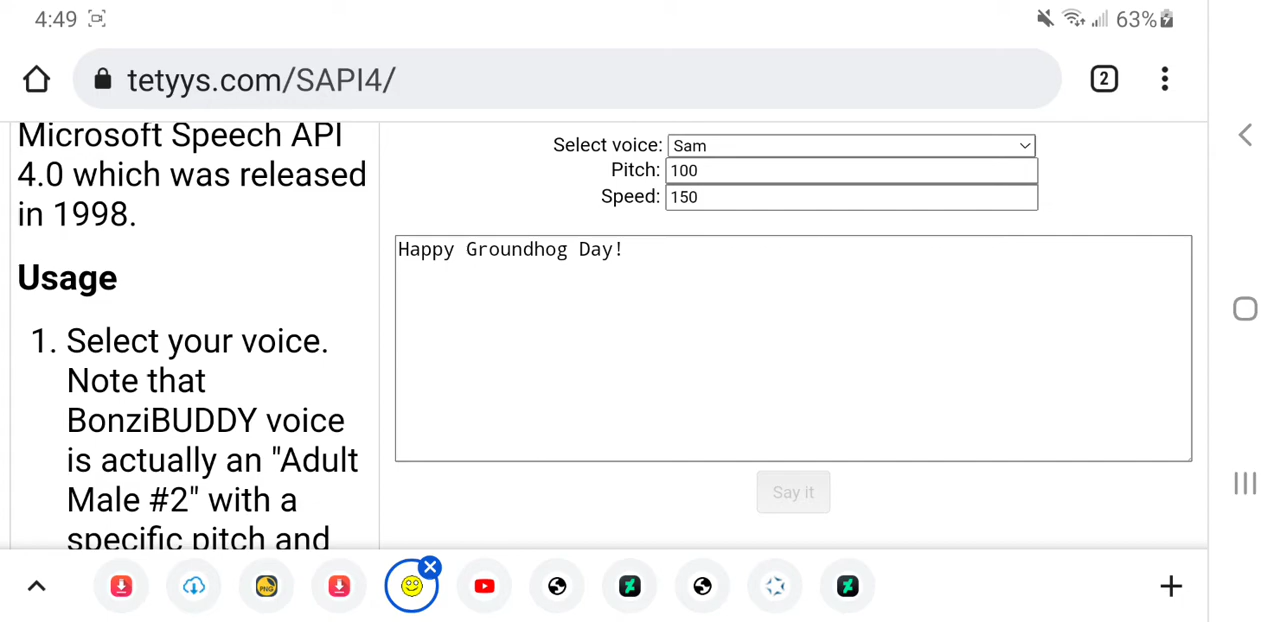 4:49
63%
tetyys.com/SAPI4/
2
Microsoft Speech API
4.0 which was released
in 1998.
Usage
1. Select your voice.
Note that
BonziBUDDY voice
is actually an "Adult
Male #2" with a
specific pitch and
Select voice: Sam
Pitch: 100
Speed: 150
Happy Groundhog Day!
Say it
PNG